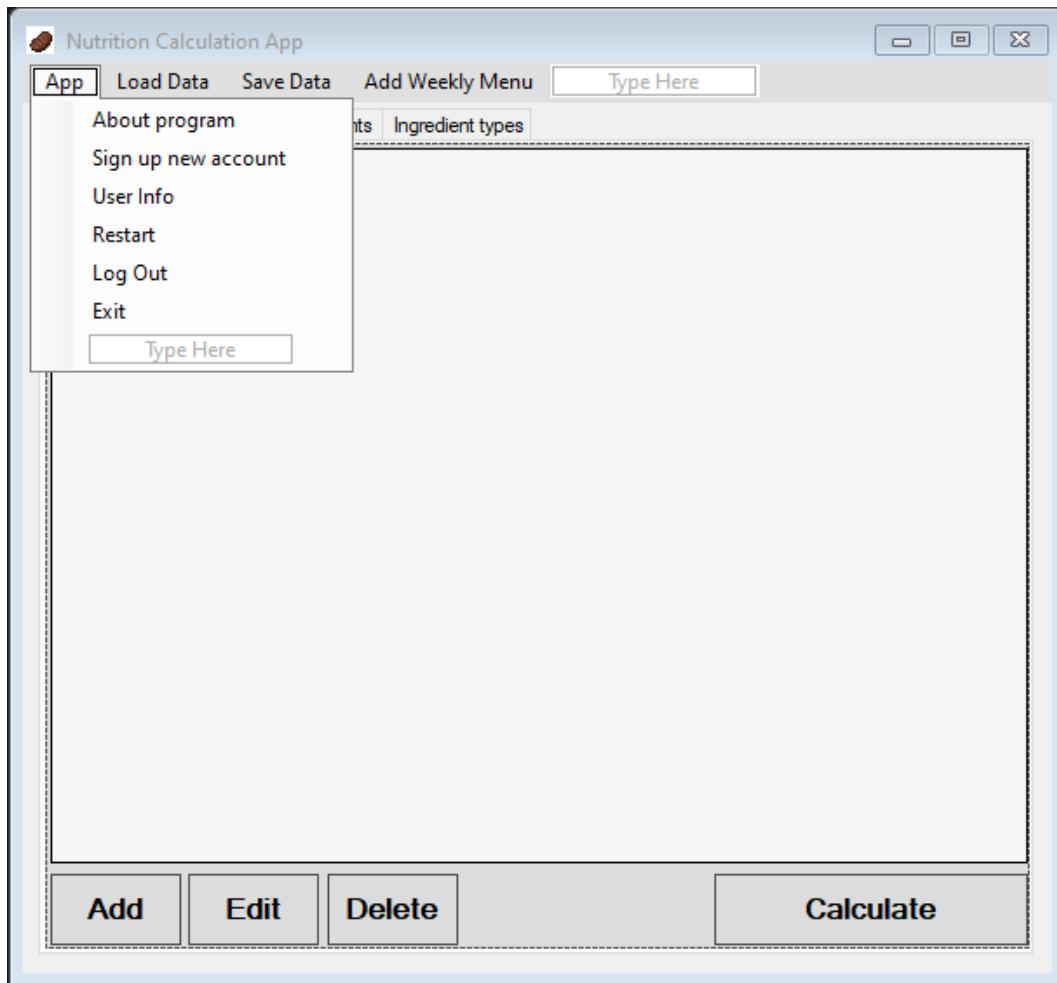 Nutrition Calculation App
App Load Data Save Data Add Weekly Menu Type Here
Ingredient types
About program
Sign up new account
User Info
Restart
Log Out
Exit
Type Here
Add Edit Delete Calculate